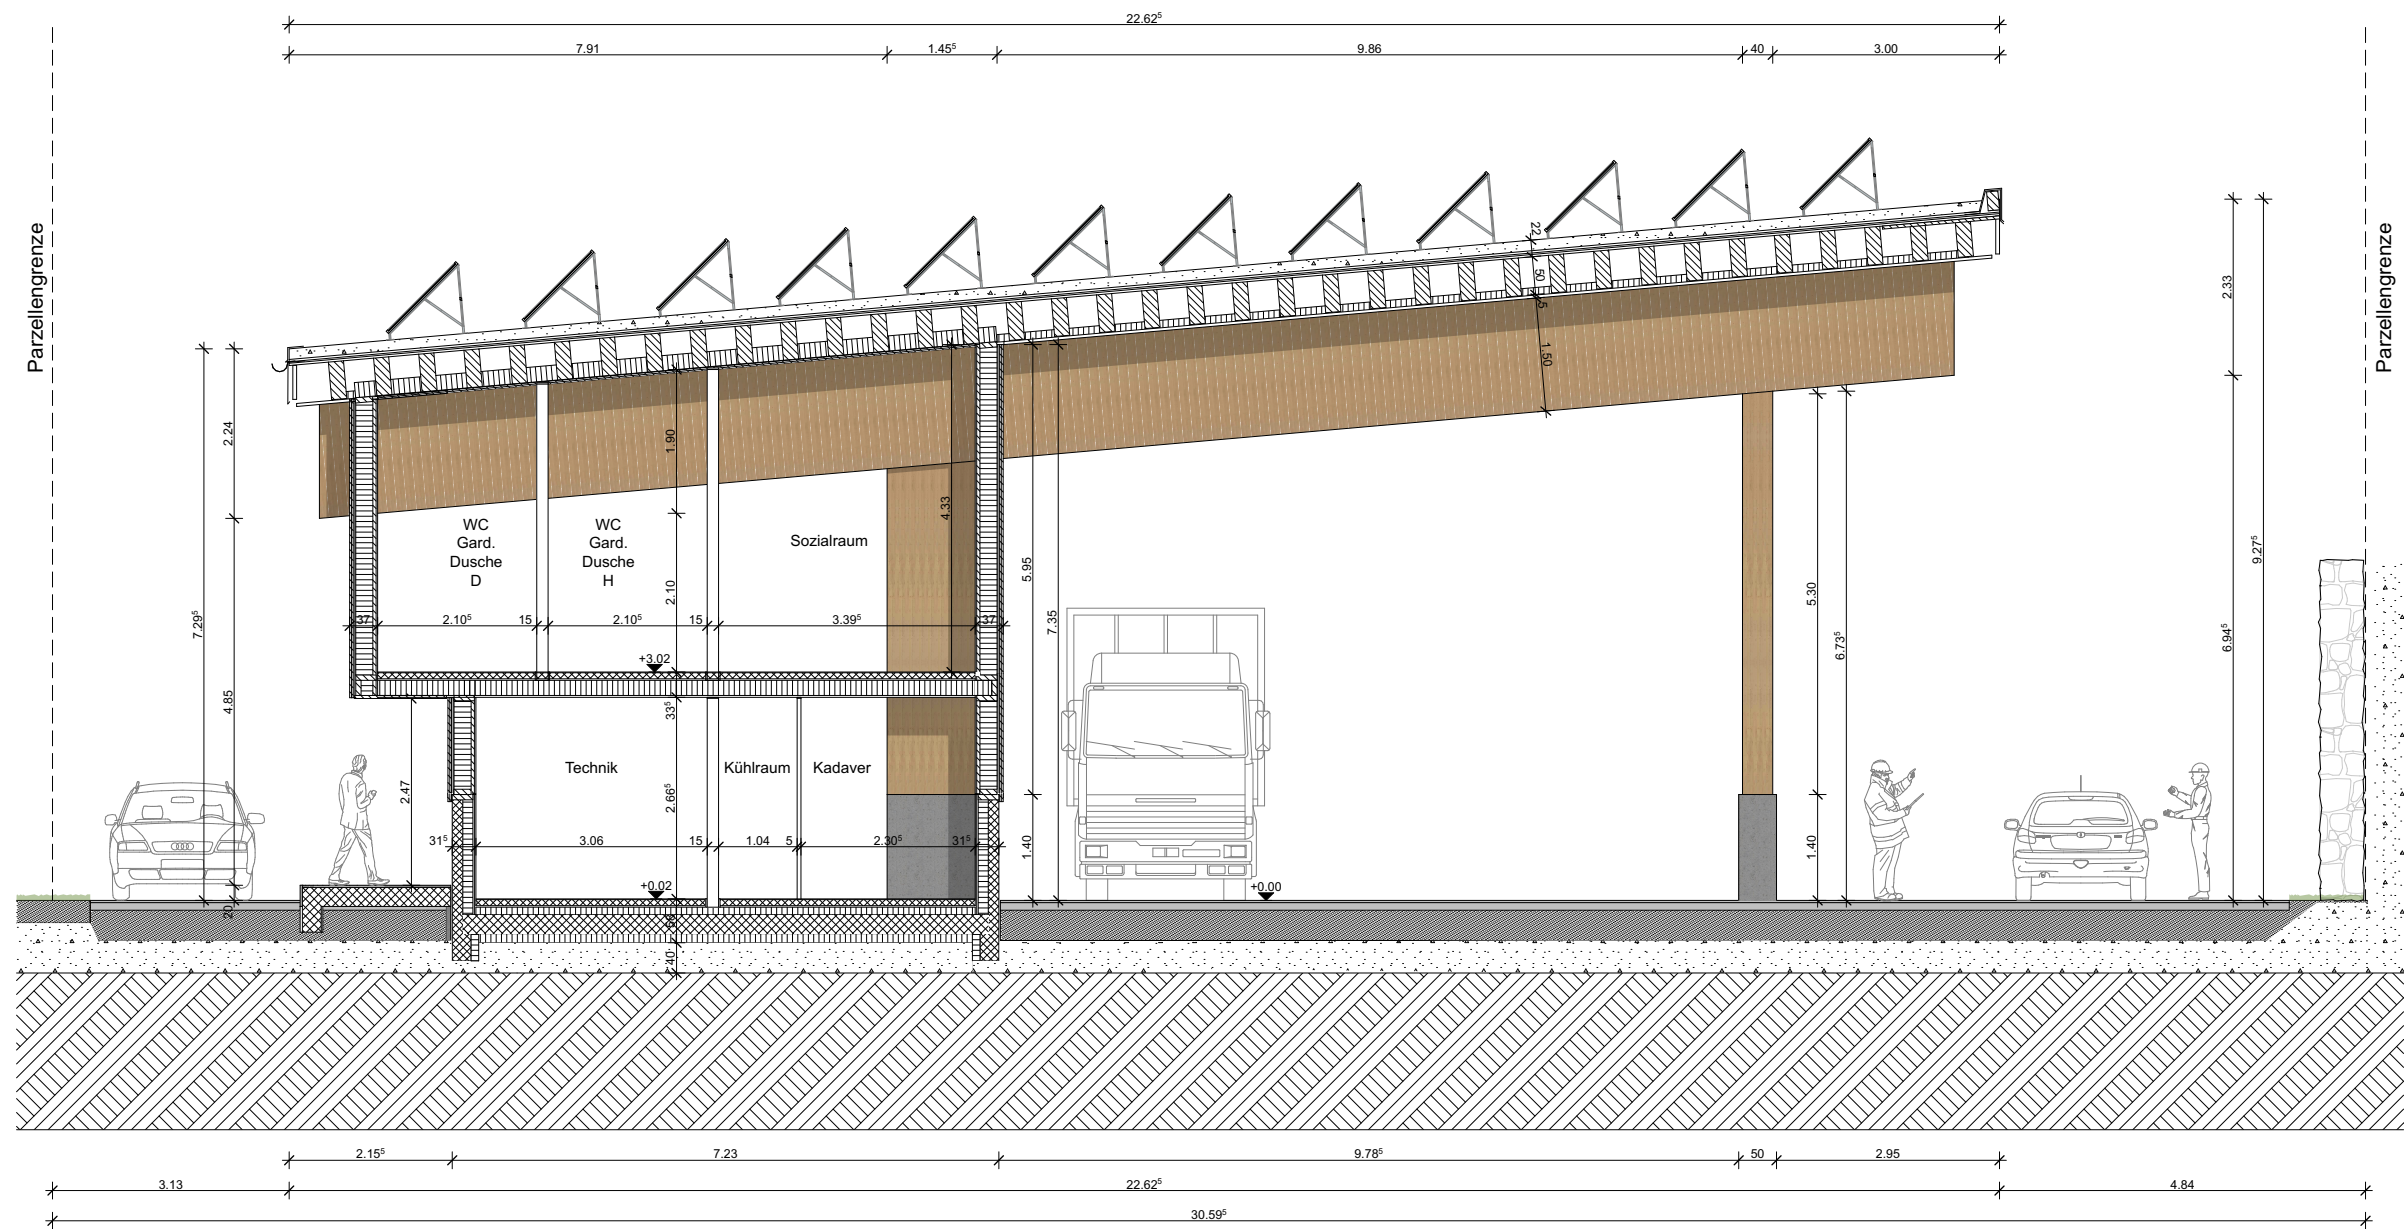 22.62⁵
7.91 1.45⁵ 9.86 40 3.00
Parzellengrenze
Parzellengrenze
22
50
5
1.50
2.33
9.27⁵
6.94⁵
2.24
7.29⁵
4.85
20
1.90
4.33
WC
Gard.
Dusche
D
WC
Gard.
Dusche
H
Sozialraum
2.10
5.95
7.35
5.30
6.73⁵
37 2.10⁵ 15 2.10⁵ 15 3.39⁵ 37
+3.02
33⁵
Technik Kühlraum Kadaver
2.47
2.66⁵
31⁵ 3.06 15 1.04 5 2.30⁵ 31⁵
1.40
1.40
+0.02
+0.00
40
2.15⁵ 7.23 9.78⁵ 50 2.95
3.13 22.62⁵ 4.84
30.59⁵